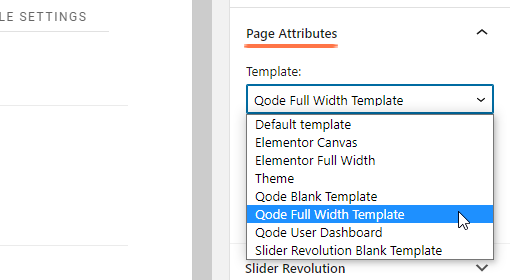 LE SETTINGS
Page Attributes
Template:
Qode Full Width Template
Default template
Elementor Canvas
Elementor Full Width
Theme
Qode Blank Template
Qode Full Width Template
Qode User Dashboard
Slider Revolution Blank Template
Slider Revolution